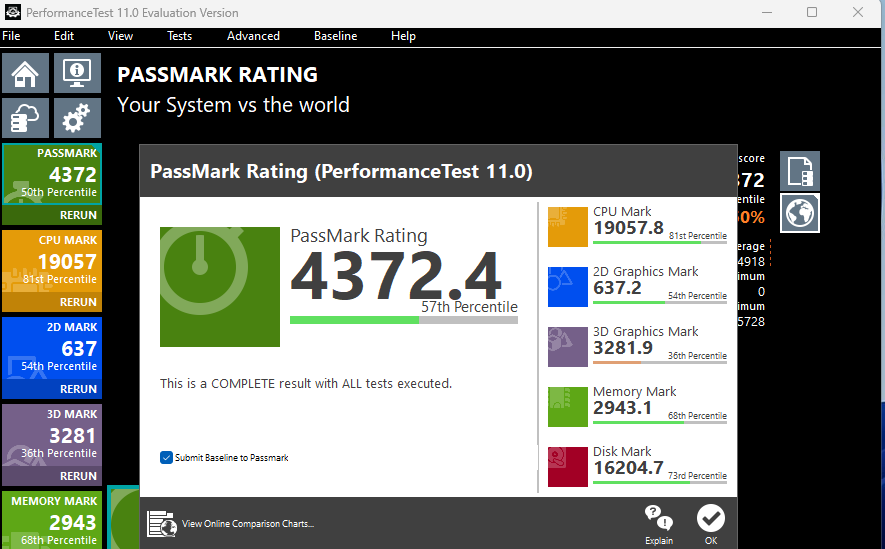 PerformanceTest 11.0 Evaluation Version
File Edit View Tests Advanced Baseline Help
PASSMARK RATING
Your System vs the world
PASSMARK
4372
50th Percentile
RERUN
CPU MARK
19057
81st Percentile
RERUN
2D MARK
637
54th Percentile
RERUN
3D MARK
3281
36th Percentile
RERUN
MEMORY MARK
2943
68th Percentile
PassMark Rating (PerformanceTest 11.0)
PassMark Rating
4372.4
57th Percentile
This is a COMPLETE result with ALL tests executed.
Submit Baseline to Passmark
CPU Mark
19057.8
81st Percentile
2D Graphics Mark
637.2
54th Percentile
3D Graphics Mark
3281.9
36th Percentile
Memory Mark
2943.1
68th Percentile
Disk Mark
16204.7
73rd Percentile
View Online Comparison Charts...
Explain
OK
score
372
entile
50%
erage
4918
imum
0
imum
5728